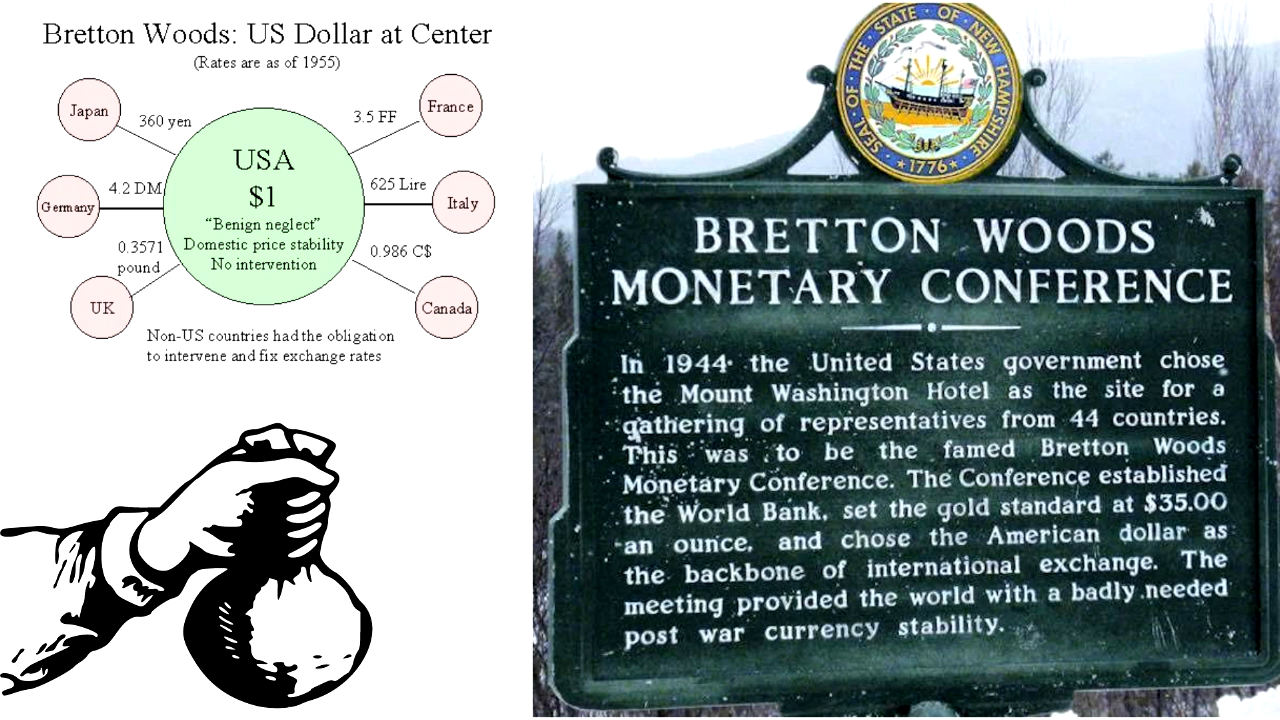 Bretton Woods: US Dollar at Center
(Rates are as of 1955)
Japan
360 yen
3.5 FF
France
USA
$1
“Benign neglect”
Domestic price stability
No intervention
Germany
4.2 DM
625 Lire
Italy
0.3571
pound
UK
0.986 C$
Canada
Non-US countries had the obligation
to intervene and fix exchange rates
SEAL · OF · THE · STATE · OF · NEW HAMPSHIRE
★1776★
BRETTON WOODS
MONETARY CONFERENCE
In 1944 the United States government chose
the Mount Washington Hotel as the site for a
gathering of representatives from 44 countries.
This was to be the famed Bretton Woods
Monetary Conference. The Conference established
the World Bank, set the gold standard at $35.00
an ounce, and chose the American dollar as
the backbone of international exchange. The
meeting provided the world with a badly needed
post war currency stability.